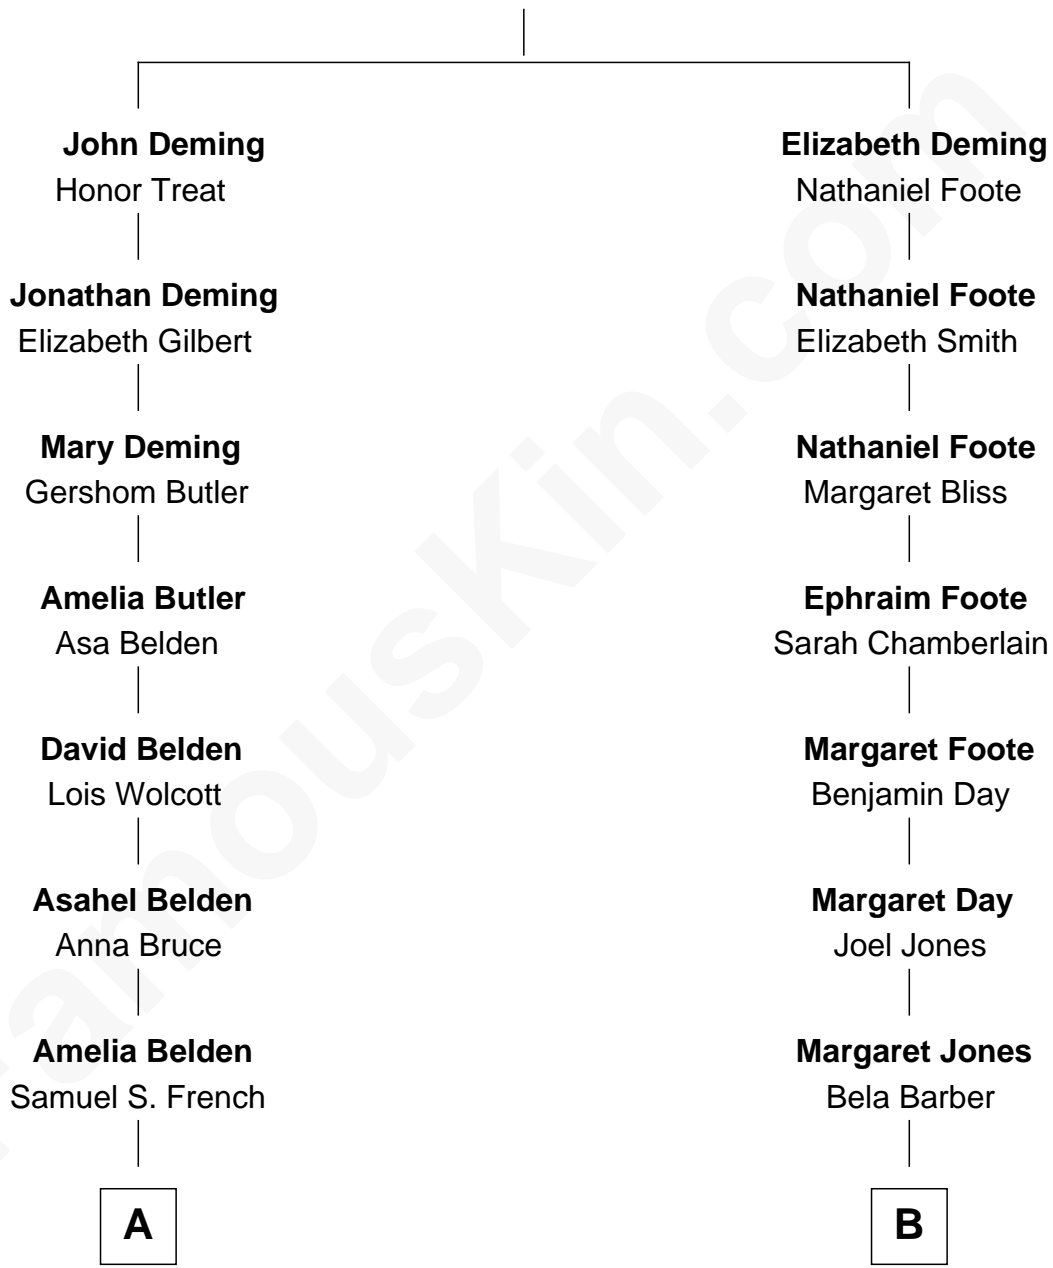 John Deming
Honor Treat
Elizabeth Deming
Nathaniel Foote
Jonathan Deming
Elizabeth Gilbert
Nathaniel Foote
Elizabeth Smith
Mary Deming
Gershom Butler
Nathaniel Foote
Margaret Bliss
Amelia Butler
Asa Belden
Ephraim Foote
Sarah Chamberlain
David Belden
Lois Wolcott
Margaret Foote
Benjamin Day
Asahel Belden
Anna Bruce
Margaret Day
Joel Jones
Amelia Belden
Samuel S. French
Margaret Jones
Bela Barber
A
B
FamousKin.com